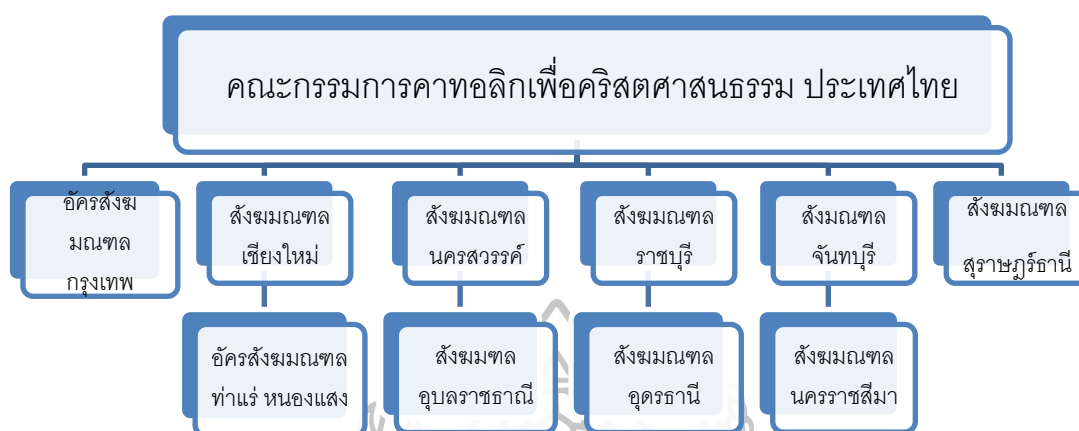 คณะกรรมการคาทอลิกเพื่อคริสตศาสนธรรม ประเทศไทย
อัครสังฆ
มณฑล
กรุงเทพ
สังฆมณฑล
เชียงใหม่
สังฆมณฑล
นครสวรรค์
สังฆมณฑล
ราชบุรี
สังมณฑล
จันทบุรี
สังฆมณฑล
สุราษฎร์ธานี
อัครสังฆมณฑล
ท่าแร่ หนองแสง
สังฆมฑล
อุบลราชธาณี
สังฆมณฑล
อุดรธานี
สังฆมณฑล
นครราชสีมา